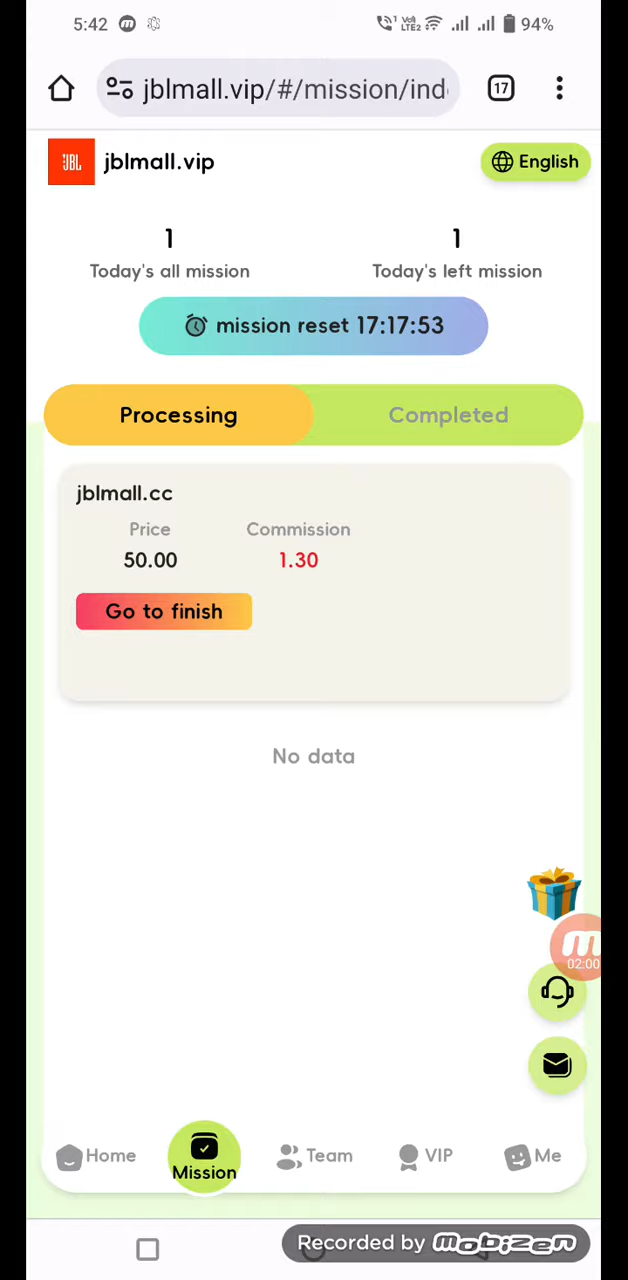 5:42
Vo)
LTE2
94%
jblmall.vip/#/mission/ind
17
JBL
jblmall.vip
English
1
1
Today's all mission
Today's left mission
mission reset 17:17:53
Processing
Completed
jblmall.cc
Price
Commission
50.00
1.30
Go to finish
No data
02:00
Home
Mission
Team
VIP
Me
Recorded by mobizen